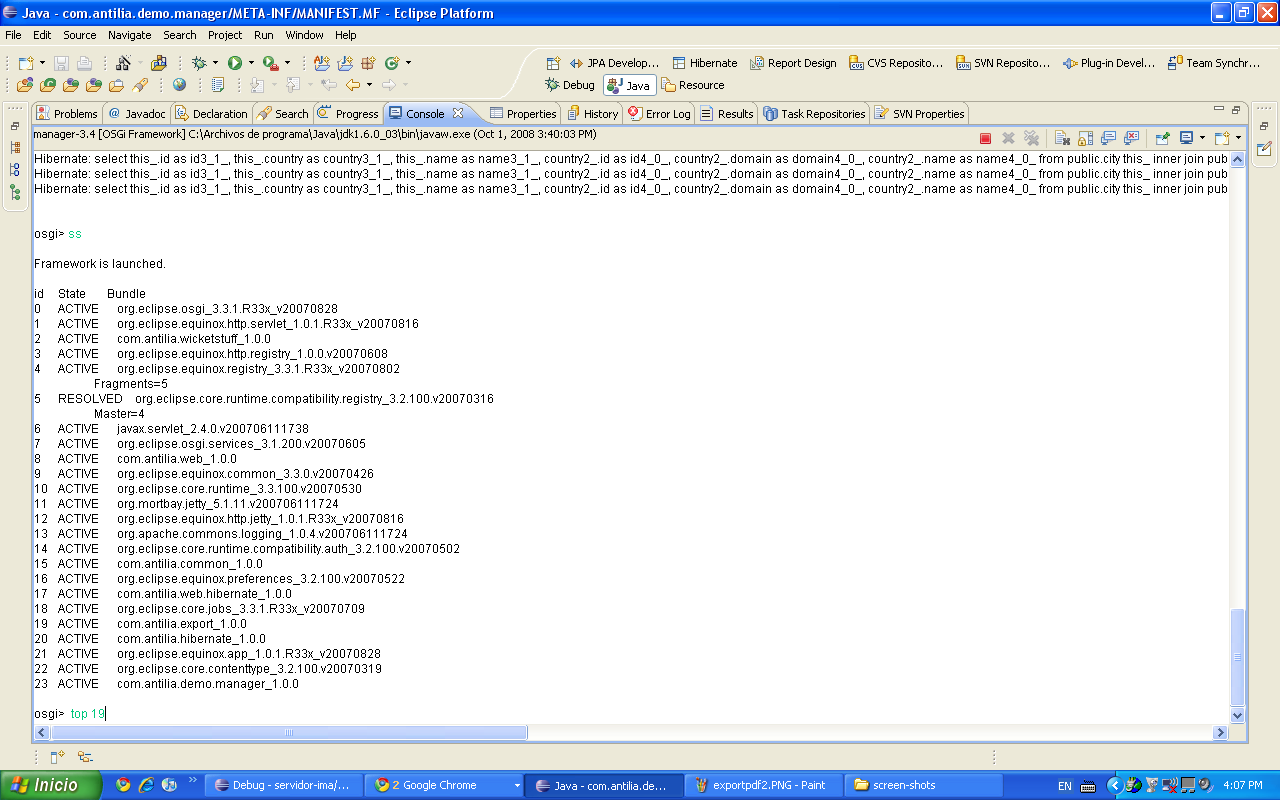 Java - com.antilia.demo.manager/META-INF/MANIFEST.MF - Eclipse Platform
File Edit Source Navigate Search Project Run Window Help
JPA Develop... Hibernate Report Design CVS Reposito... SVN Reposito... Plug-in Devel... Team Synchr...
Debug Java Resource
Problems Javadoc Declaration Search Progress Console Properties History Error Log Results Task Repositories SVN Properties
manager-3.4 [OSGi Framework] C:\Archivos de programa\Java\jdk1.6.0_03\bin\javaw.exe (Oct 1, 2008 3:40:03 PM)
Hibernate: select this_.id as id3_1_, this_.country as country3_1_, this_.name as name3_1_, country2_.id as id4_0_, country2_.domain as domain4_0_, country2_.name as name4_0_ from public.city this_ inner join pub
Hibernate: select this_.id as id3_1_, this_.country as country3_1_, this_.name as name3_1_, country2_.id as id4_0_, country2_.domain as domain4_0_, country2_.name as name4_0_ from public.city this_ inner join pub
Hibernate: select this_.id as id3_1_, this_.country as country3_1_, this_.name as name3_1_, country2_.id as id4_0_, country2_.domain as domain4_0_, country2_.name as name4_0_ from public.city this_ inner join pub
osgi> ss
Framework is launched.
id State Bundle
0 ACTIVE org.eclipse.osgi_3.3.1.R33x_v20070828
1 ACTIVE org.eclipse.equinox.http.servlet_1.0.1.R33x_v20070816
2 ACTIVE com.antilia.wicketstuff_1.0.0
3 ACTIVE org.eclipse.equinox.http.registry_1.0.0.v20070608
4 ACTIVE org.eclipse.equinox.registry_3.3.1.R33x_v20070802
Fragments=5
5 RESOLVED org.eclipse.core.runtime.compatibility.registry_3.2.100.v20070316
Master=4
6 ACTIVE javax.servlet_2.4.0.v200706111738
7 ACTIVE org.eclipse.osgi.services_3.1.200.v20070605
8 ACTIVE com.antilia.web_1.0.0
9 ACTIVE org.eclipse.equinox.common_3.3.0.v20070426
10 ACTIVE org.eclipse.core.runtime_3.3.100.v20070530
11 ACTIVE org.mortbay.jetty_5.1.11.v200706111724
12 ACTIVE org.eclipse.equinox.http.jetty_1.0.1.R33x_v20070816
13 ACTIVE org.apache.commons.logging_1.0.4.v200706111724
14 ACTIVE org.eclipse.core.runtime.compatibility.auth_3.2.100.v20070502
15 ACTIVE com.antilia.common_1.0.0
16 ACTIVE org.eclipse.equinox.preferences_3.2.100.v20070522
17 ACTIVE com.antilia.web.hibernate_1.0.0
18 ACTIVE org.eclipse.core.jobs_3.3.1.R33x_v20070709
19 ACTIVE com.antilia.export_1.0.0
20 ACTIVE com.antilia.hibernate_1.0.0
21 ACTIVE org.eclipse.equinox.app_1.0.1.R33x_v20070828
22 ACTIVE org.eclipse.core.contenttype_3.2.100.v20070319
23 ACTIVE com.antilia.demo.manager_1.0.0
osgi> top 19
Inicio Debug - servidor-ima/... 2 Google Chrome Java - com.antilia.de... exportpdf2.PNG - Paint screen-shots EN 4:07 PM